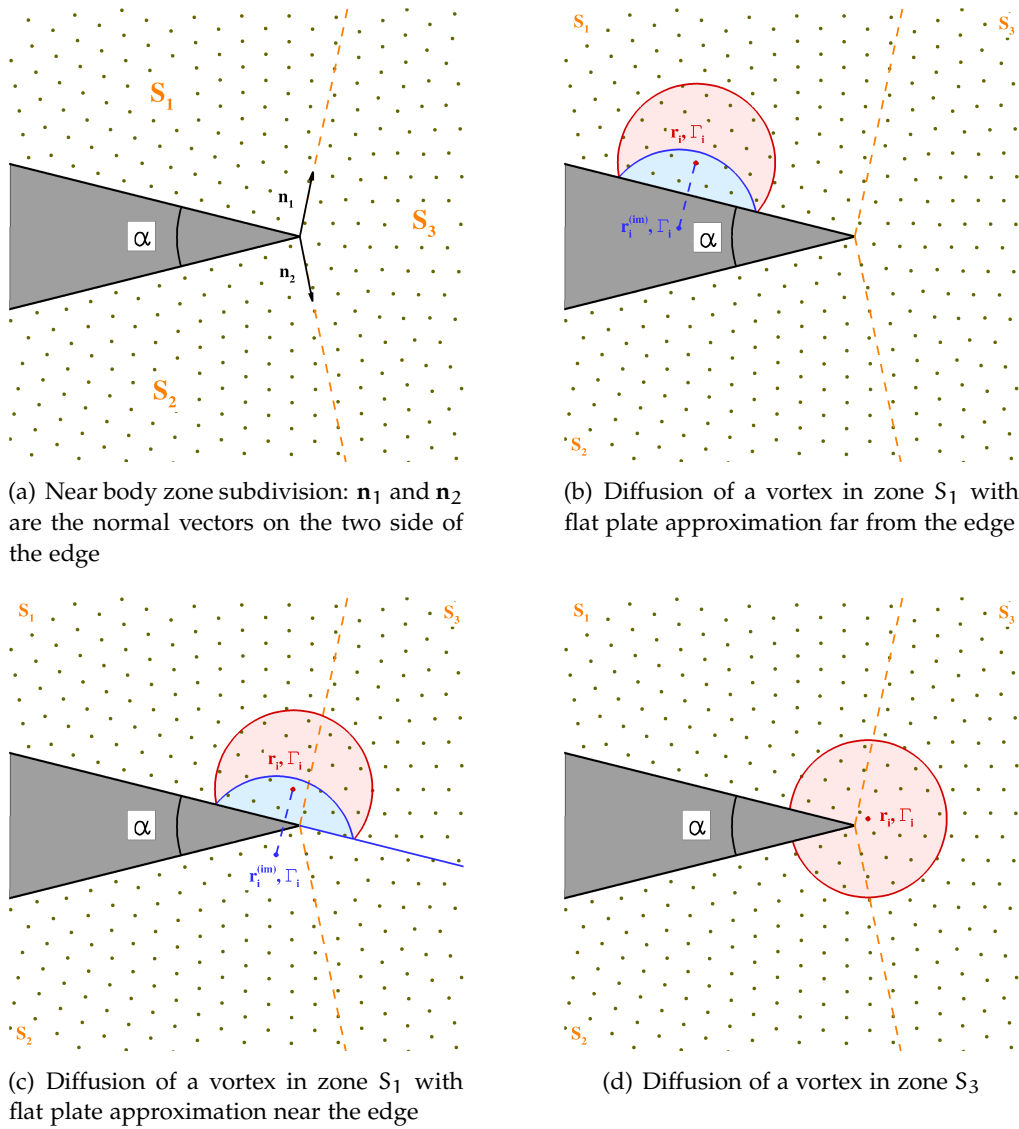 S1
n1
α
S3
n2
S2
(a) Near body zone subdivision: n1 and n2
are the normal vectors on the two side of
the edge
S1
S3
ri, Γi
ri(im), Γi
α
S2
(b) Diffusion of a vortex in zone S1 with
flat plate approximation far from the edge
S1
S3
ri, Γi
α
ri(im), Γi
S2
(c) Diffusion of a vortex in zone S1 with
flat plate approximation near the edge
S1
S3
ri, Γi
α
S2
(d) Diffusion of a vortex in zone S3